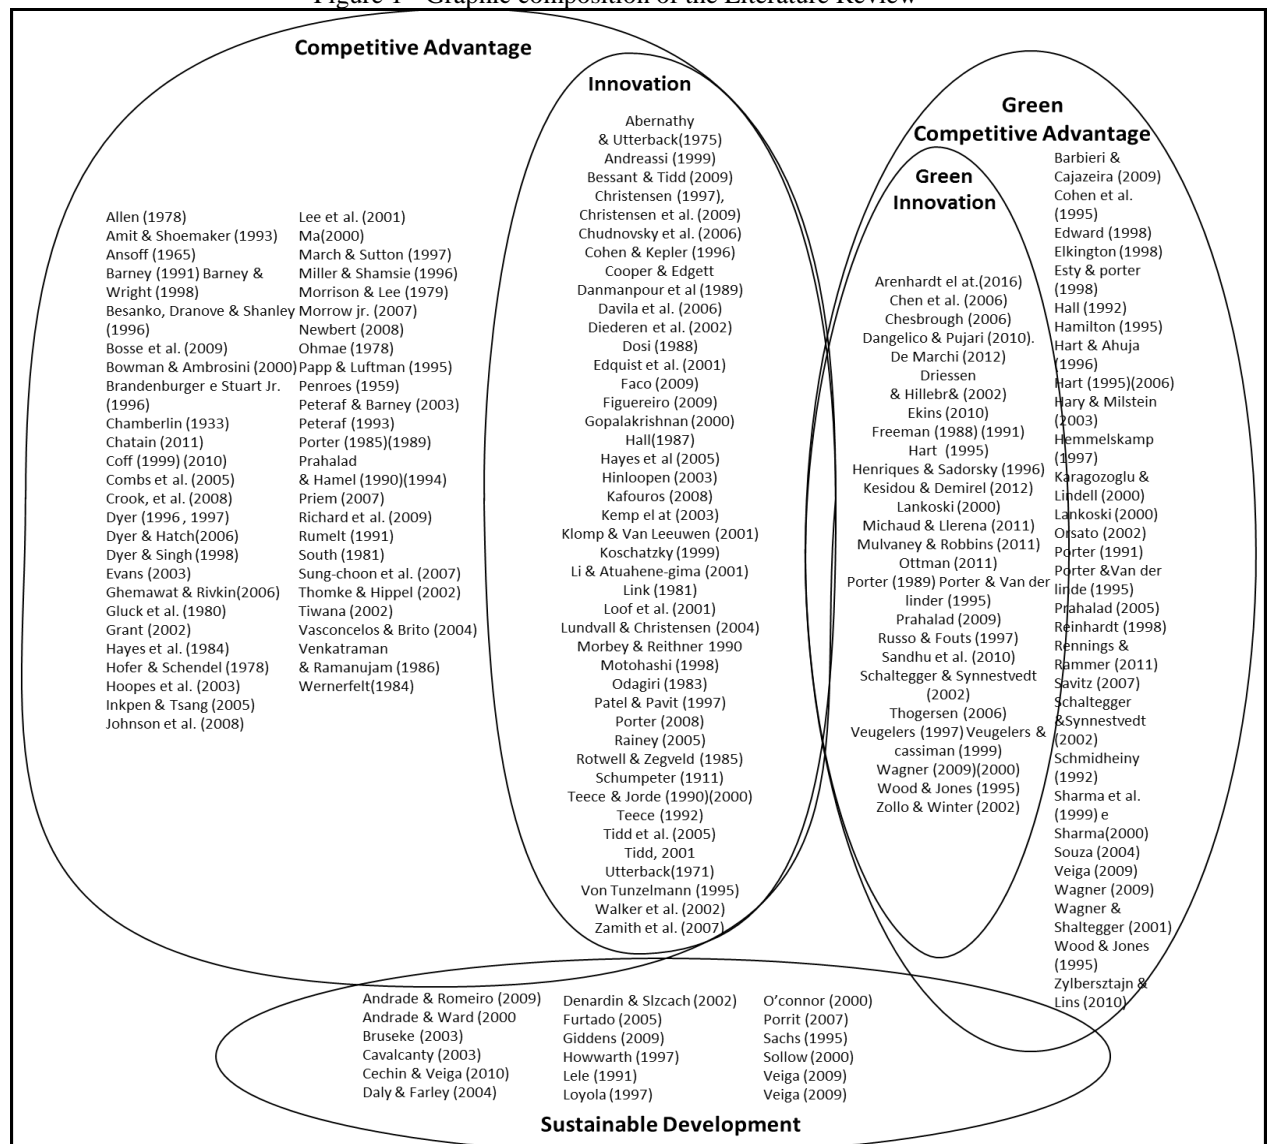 Figure 1 - Graphic composition of the Literature Review
Competitive Advantage
Allen (1978)
Amit & Shoemaker (1993)
Ansoff (1965)
Barney (1991) Barney &
Wright (1998)
Besanko, Dranove & Shanley
(1996)
Bosse et al. (2009)
Bowman & Ambrosini (2000)
Brandenburger e Stuart Jr.
(1996)
Chamberlin (1933)
Chatain (2011)
Coff (1999) (2010)
Combs et al. (2005)
Crook, et al. (2008)
Dyer (1996 , 1997)
Dyer & Hatch(2006)
Dyer & Singh (1998)
Evans (2003)
Ghemawat & Rivkin(2006)
Gluck et al. (1980)
Grant (2002)
Hayes et al. (1984)
Hofer & Schendel (1978)
Hoopes et al. (2003)
Inkpen & Tsang (2005)
Johnson et al. (2008)
Lee et al. (2001)
Ma(2000)
March & Sutton (1997)
Miller & Shamsie (1996)
Morrison & Lee (1979)
Morrow jr. (2007)
Newbert (2008)
Ohmae (1978)
Papp & Luftman (1995)
Penroes (1959)
Peteraf & Barney (2003)
Peteraf (1993)
Porter (1985)(1989)
Prahalad
& Hamel (1990)(1994)
Priem (2007)
Richard et al. (2009)
Rumelt (1991)
South (1981)
Sung-choon et al. (2007)
Thomke & Hippel (2002)
Tiwana (2002)
Vasconcelos & Brito (2004)
Venkatraman
& Ramanujam (1986)
Wernerfelt(1984)
Innovation
Abernathy
& Utterback(1975)
Andreassi (1999)
Bessant & Tidd (2009)
Christensen (1997),
Christensen et al. (2009)
Chudnovsky et al. (2006)
Cohen & Kepler (1996)
Cooper & Edgett
Danmanpour et al (1989)
Davila et al. (2006)
Diederen et al. (2002)
Dosi (1988)
Edquist et al. (2001)
Faco (2009)
Figuereiro (2009)
Gopalakrishnan (2000)
Hall(1987)
Hayes et al (2005)
Hinloopen (2003)
Kafouros (2008)
Kemp el at (2003)
Klomp & Van Leeuwen (2001)
Koschatzky (1999)
Li & Atuahene-gima (2001)
Link (1981)
Loof et al. (2001)
Lundvall & Christensen (2004)
Morbey & Reithner 1990
Motohashi (1998)
Odagiri (1983)
Patel & Pavit (1997)
Porter (2008)
Rainey (2005)
Rotwell & Zegveld (1985)
Schumpeter (1911)
Teece & Jorde (1990)(2000)
Teece (1992)
Tidd et al. (2005)
Tidd, 2001
Utterback(1971)
Von Tunzelmann (1995)
Walker et al. (2002)
Zamith et al. (2007)
Green
Competitive Advantage
Green
Innovation
Arenhardt el at.(2016)
Chen et al. (2006)
Chesbrough (2006)
Dangelico & Pujari (2010).
De Marchi (2012)
Driessen
& Hillebr& (2002)
Ekins (2010)
Freeman (1988) (1991)
Hart (1995)
Henriques & Sadorsky (1996)
Kesidou & Demirel (2012)
Lankoski (2000)
Michaud & Llerena (2011)
Mulvaney & Robbins (2011)
Ottman (2011)
Porter (1989) Porter & Van der
linder (1995)
Prahalad (2009)
Russo & Fouts (1997)
Sandhu et al. (2010)
Schaltegger & Synnestvedt
(2002)
Thogersen (2006)
Veugelers (1997) Veugelers &
cassiman (1999)
Wagner (2009)(2000)
Wood & Jones (1995)
Zollo & Winter (2002)
Barbieri &
Cajazeira (2009)
Cohen et al.
(1995)
Edward (1998)
Elkington (1998)
Esty & porter
(1998)
Hall (1992)
Hamilton (1995)
Hart & Ahuja
(1996)
Hart (1995)(2006)
Hary & Milstein
(2003)
Hemmelskamp
(1997)
Karagozoglu &
Lindell (2000)
Lankoski (2000)
Orsato (2002)
Porter (1991)
Porter &Van der
linde (1995)
Prahalad (2005)
Reinhardt (1998)
Rennings &
Rammer (2011)
Savitz (2007)
Schaltegger
&Synnestvedt
(2002)
Schmidheiny
(1992)
Sharma et al.
(1999) e
Sharma(2000)
Souza (2004)
Veiga (2009)
Wagner (2009)
Wagner &
Shaltegger (2001)
Wood & Jones
(1995)
Zylbersztajn &
Lins (2010)
Andrade & Romeiro (2009)
Andrade & Ward (2000
Bruseke (2003)
Cavalcanty (2003)
Cechin & Veiga (2010)
Daly & Farley (2004)
Denardin & Slzcach (2002)
Furtado (2005)
Giddens (2009)
Howwarth (1997)
Lele (1991)
Loyola (1997)
O’connor (2000)
Porrit (2007)
Sachs (1995)
Sollow (2000)
Veiga (2009)
Veiga (2009)
Sustainable Development